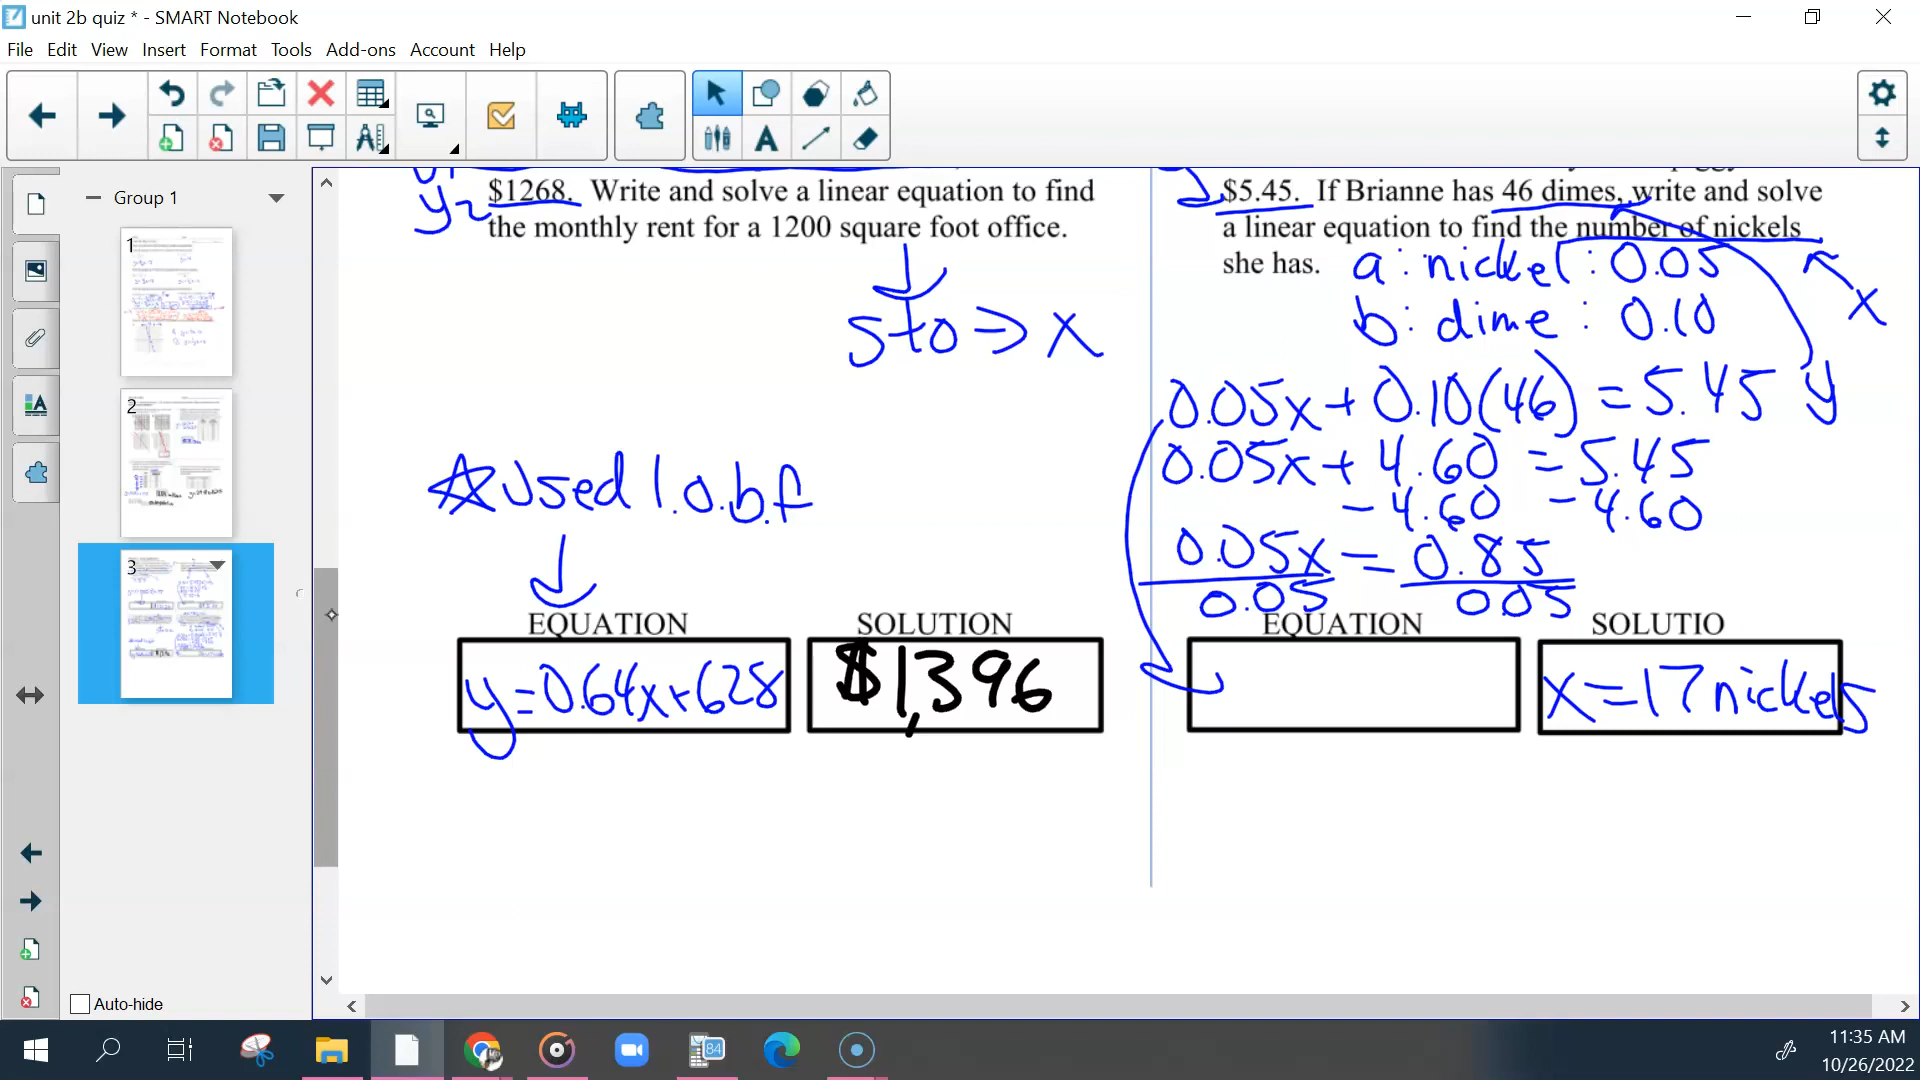 unit 2b quiz * - SMART Notebook
File Edit View Insert Format Tools Add-ons Account Help
Group 1
1
2
3
Auto-hide
y2
$1268. Write and solve a linear equation to find
the monthly rent for a 1200 square foot office.
sto => x
☆Used l.o.b.f
EQUATION SOLUTION
y=0.64x+628 $1,396
$5.45. If Brianne has 46 dimes, write and solve
a linear equation to find the number of nickels
she has.
a: nickel: 0.05
x
b: dime: 0.10
0.05x + 0.10(46) = 5.45 y
0.05x + 4.60 = 5.45
- 4.60 - 4.60
0.05x = 0.85
0.05 0.05
EQUATION SOLUTIO
x=17 nickels
84
11:35 AM
10/26/2022